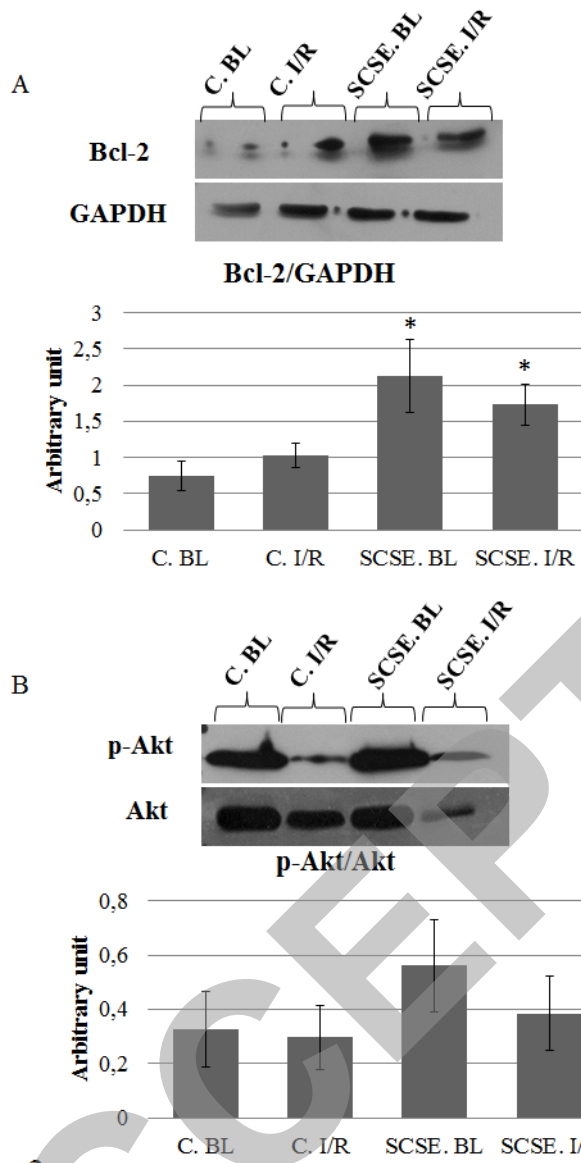 A
C. BL C. I/R SCSE. BL SCSE. I/R
Bcl-2
GAPDH
Bcl-2/GAPDH
Arbitrary unit
3
2,5
2
1,5
1
0,5
0
* *
C. BL C. I/R SCSE. BL SCSE. I/R
B
C. BL C. I/R SCSE. BL SCSE. I/R
p-Akt
Akt
p-Akt/Akt
Arbitrary unit
0,8
0,6
0,4
0,2
0
C. BL C. I/R SCSE. BL SCSE. I/
CCEPT